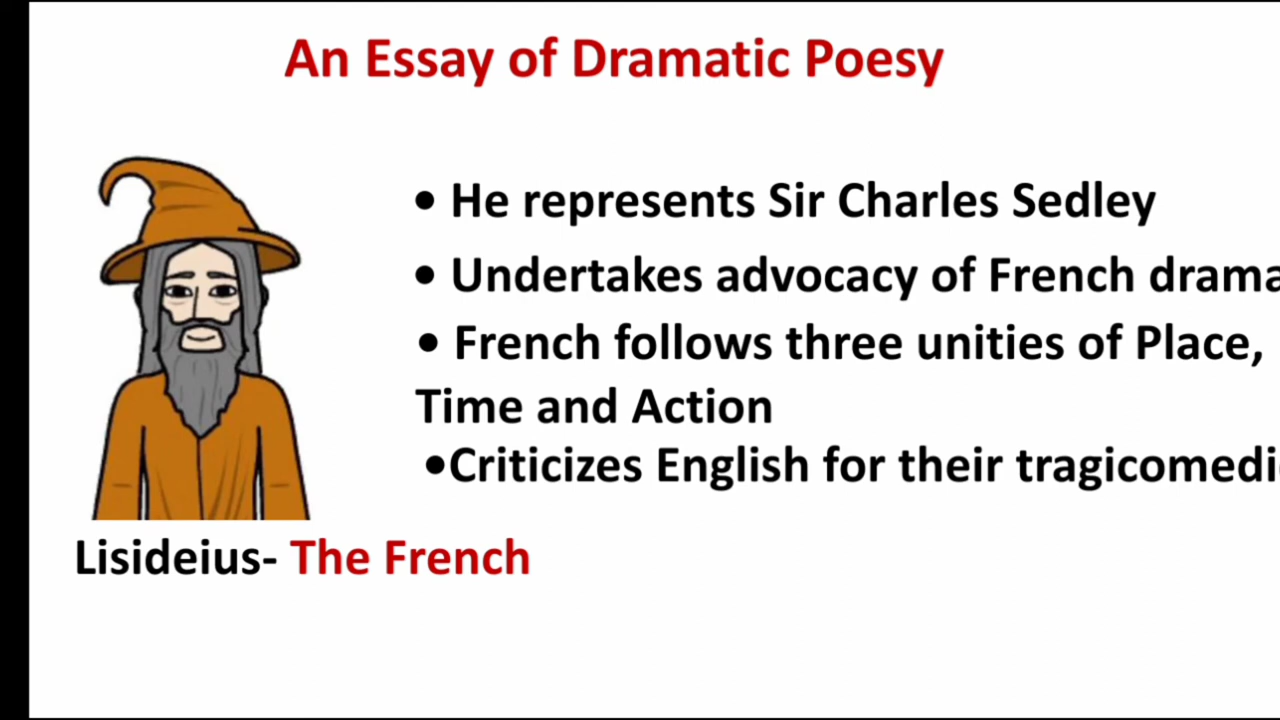 An Essay of Dramatic Poesy
• He represents Sir Charles Sedley
• Undertakes advocacy of French drama
• French follows three unities of Place,
Time and Action
•Criticizes English for their
Lisideius- The French